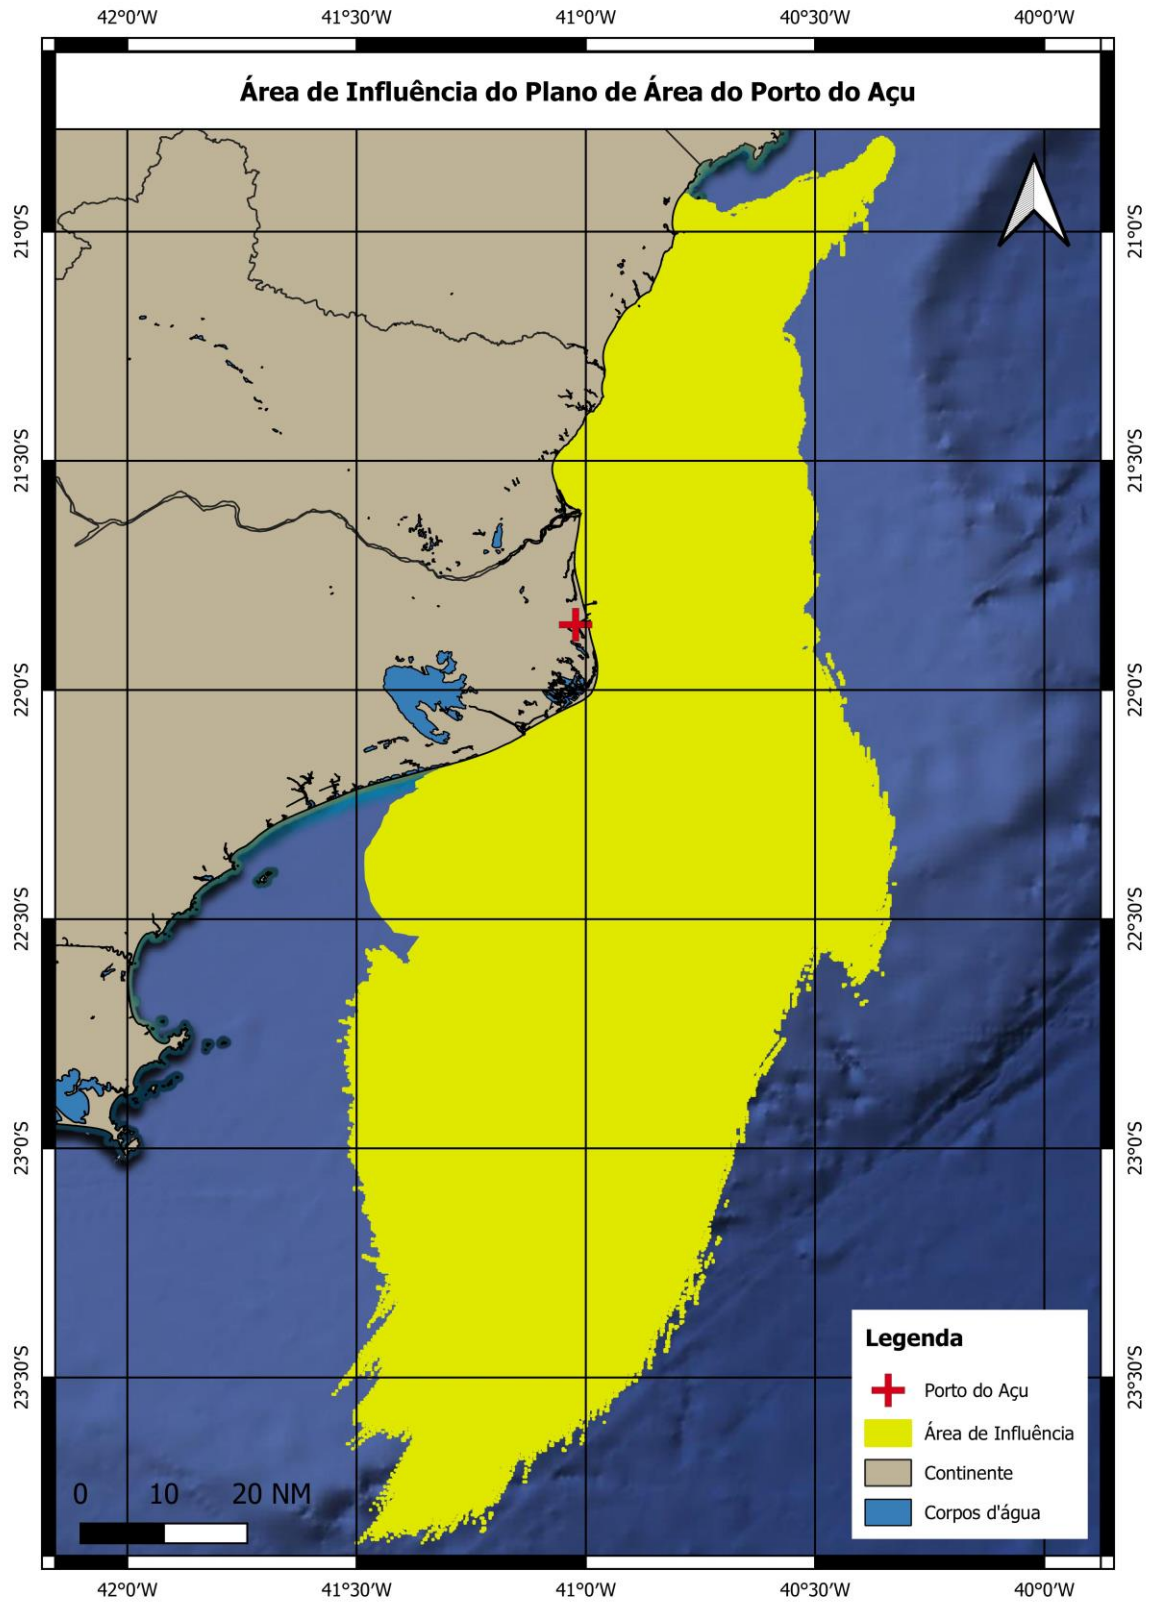 42°0'W 41°30'W 41°0'W 40°30'W 40°0'W
Área de Influência do Plano de Área do Porto do Açu
21°0'S 21°0'S
21°30'S 21°30'S
22°0'S 22°0'S
22°30'S 22°30'S
23°0'S 23°0'S
23°30'S 23°30'S
Legenda
Porto do Açu
Área de Influência
Continente
Corpos d'água
0 10 20 NM
42°0'W 41°30'W 41°0'W 40°30'W 40°0'W